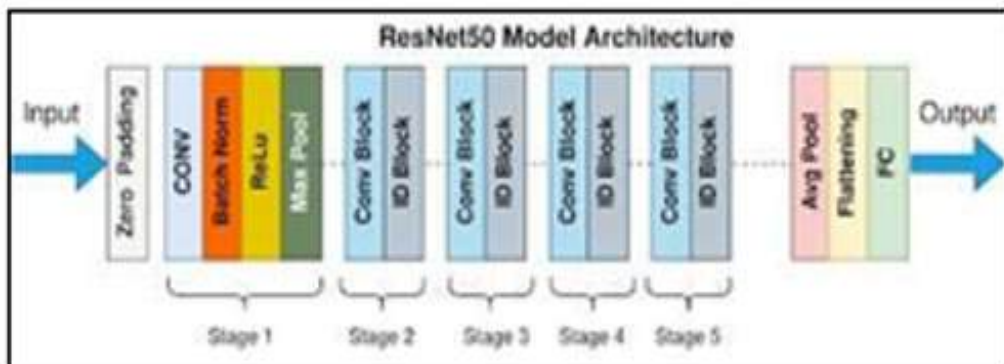 ResNet50 Model Architecture
Input
Zero Padding
CONV
Batch Norm
ReLu
Max Pool
Conv Block
ID Block
Conv Block
ID Block
Conv Block
ID Block
Conv Block
ID Block
Avg Pool
Flattening
FC
Output
Stage 1
Stage 2
Stage 3
Stage 4
Stage 5